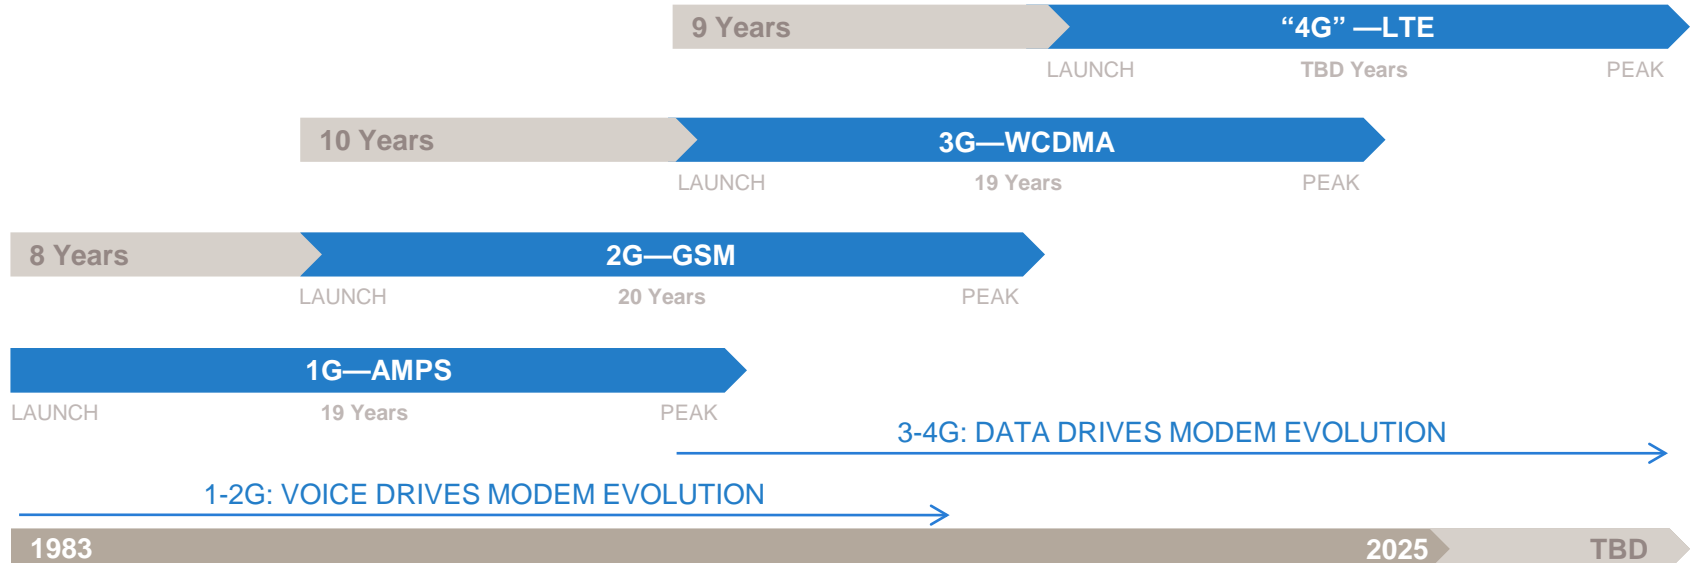 9 Years
“4G” —LTE
LAUNCH
TBD Years
PEAK
10 Years
3G—WCDMA
LAUNCH
19 Years
PEAK
8 Years
2G—GSM
LAUNCH
20 Years
PEAK
1G—AMPS
LAUNCH
19 Years
PEAK
3-4G: DATA DRIVES MODEM EVOLUTION
1-2G: VOICE DRIVES MODEM EVOLUTION
1983
2025
TBD